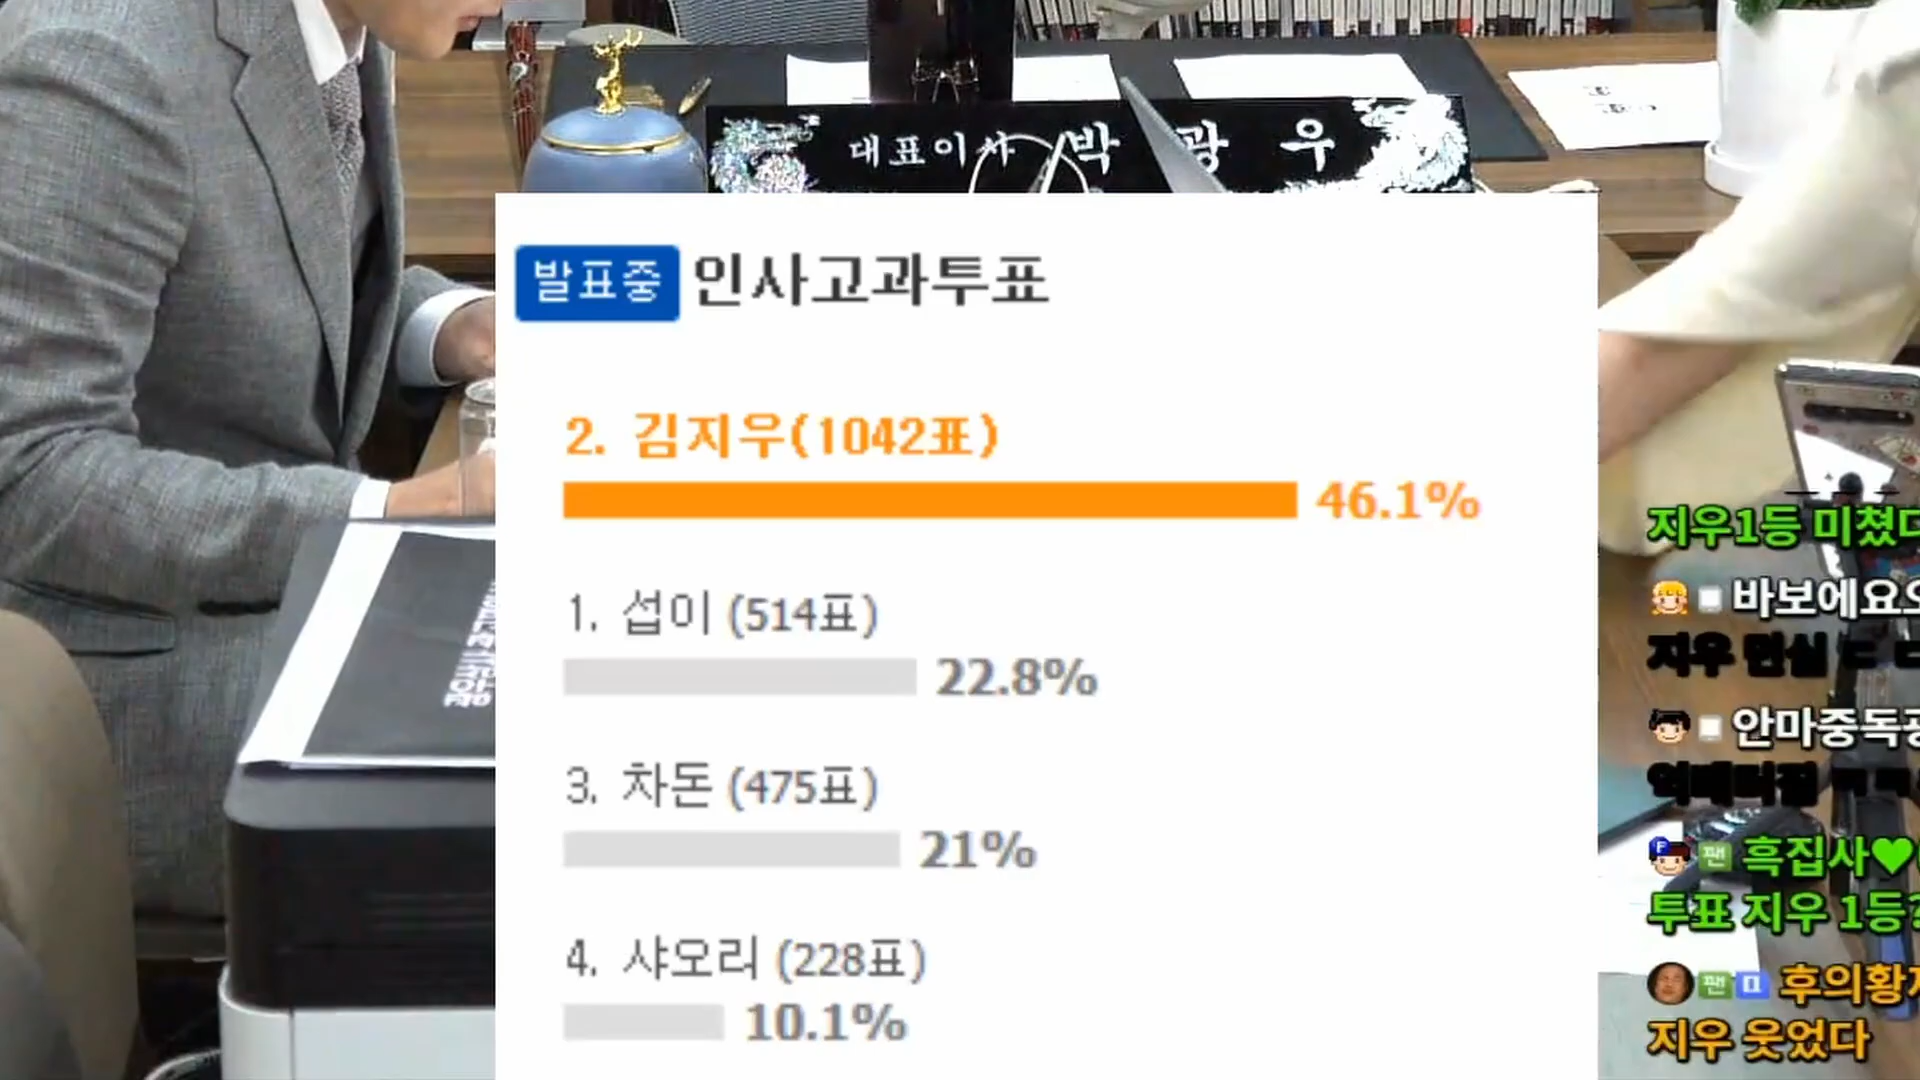 대표이사 박광우
발표중 인사고과투표
2. 김지우(1042표)
46.1%
1. 섭이 (514표)
22.8%
3. 차돈 (475표)
21%
4. 샤오리 (228표)
10.1%
지우1등 미쳤
바보에요
지우
안마중독
팬 흑집사♥
투표 지우 1등?
팬 후의황
지우 웃었다